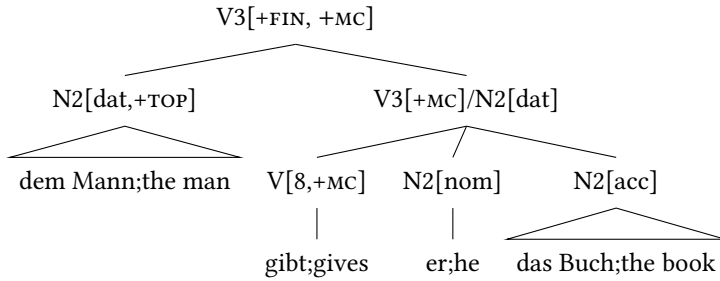 V3[+FIN, +MC]
N2[dat,+TOP] V3[+MC]/N2[dat]
dem Mann;the man V[8,+MC] N2[nom] N2[acc]
gibt;gives er;he das Buch;the book